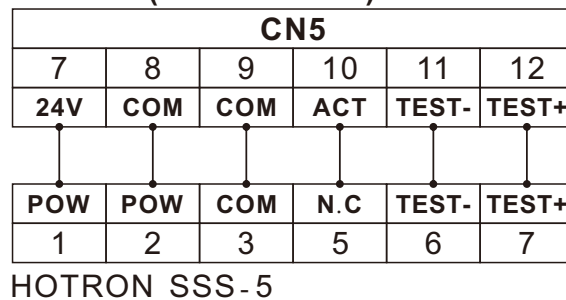 CN5
7 8 9 10 11 12
24V COM COM ACT TEST- TEST+
POW POW COM N.C TEST- TEST+
1 2 3 5 6 7
HOTRON SSS-5